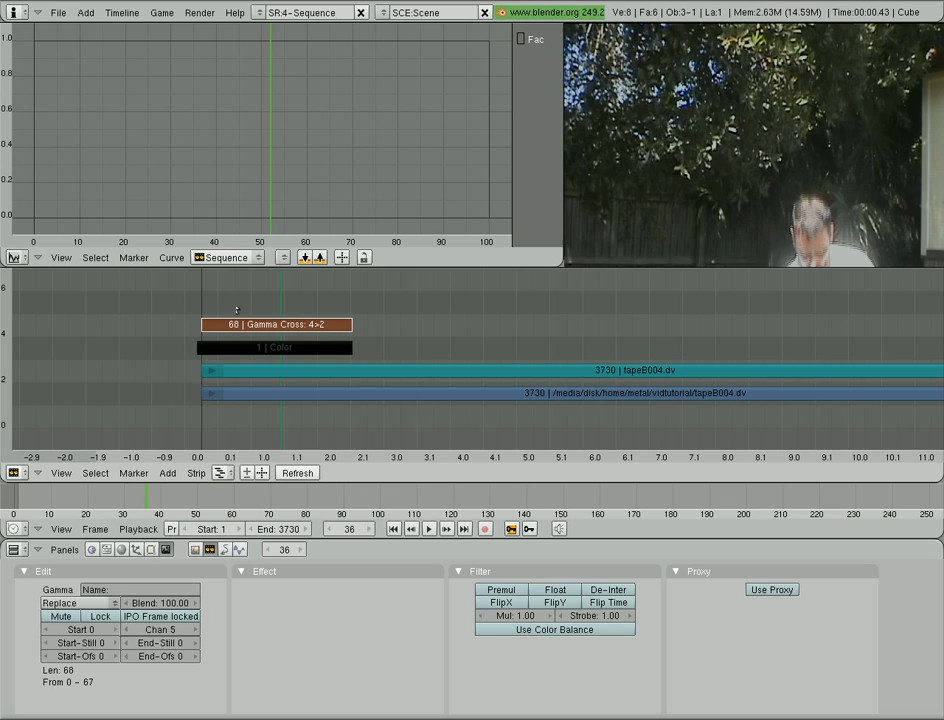 File Add Timeline Game Render Help SR:4-Sequence SCE:Scene www.blender.org 249.2 Ve:8 | Fa:6 | Ob:3-1 | La:1 | Mem:2.63M (14.59M) | Time:00:00.43 | Cube
1.0
0.8
0.6
0.4
0.2
0.0
Fac
0 10 20 30 40 50 60 70 80 90 100
View Select Marker Curve Sequence
6
4
2
0
68 | Gamma Cross: 4>2
1 | Color
3730 | tapeB004.dv
3730 | /media/disk/home/metal/vidtutorial/tapeB004.dv
-2.9 -2.0 -1.9 -1.0 -0.9 0.0 0.1 1.0 1.1 2.0 2.1 3.0 3.1 4.0 4.1 5.0 5.1 6.0 6.1 7.0 7.1 8.0 8.1 9.0 9.1 10.0 10.1 11.0
View Select Marker Add Strip Refresh
0 10 20 30 40 50 60 70 80 90 100 110 120 130 140 150 160 170 180 190 200 210 220 230 240 250
View Frame Playback Pr Start: 1 End: 3730 36
Panels 36
Edit Effect Filter Proxy
Gamma Name:
Replace Blend: 100.00
Mute Lock IPO Frame locked
Start 0 Chan 5
Start-Still 0 End-Still 0
Start-Ofs 0 End-Ofs 0
Len: 68
From 0 - 67
Premul Float De-Inter
FlipX FlipY Flip Time
Mul: 1.00 Strobe: 1.00
Use Color Balance
Use Proxy